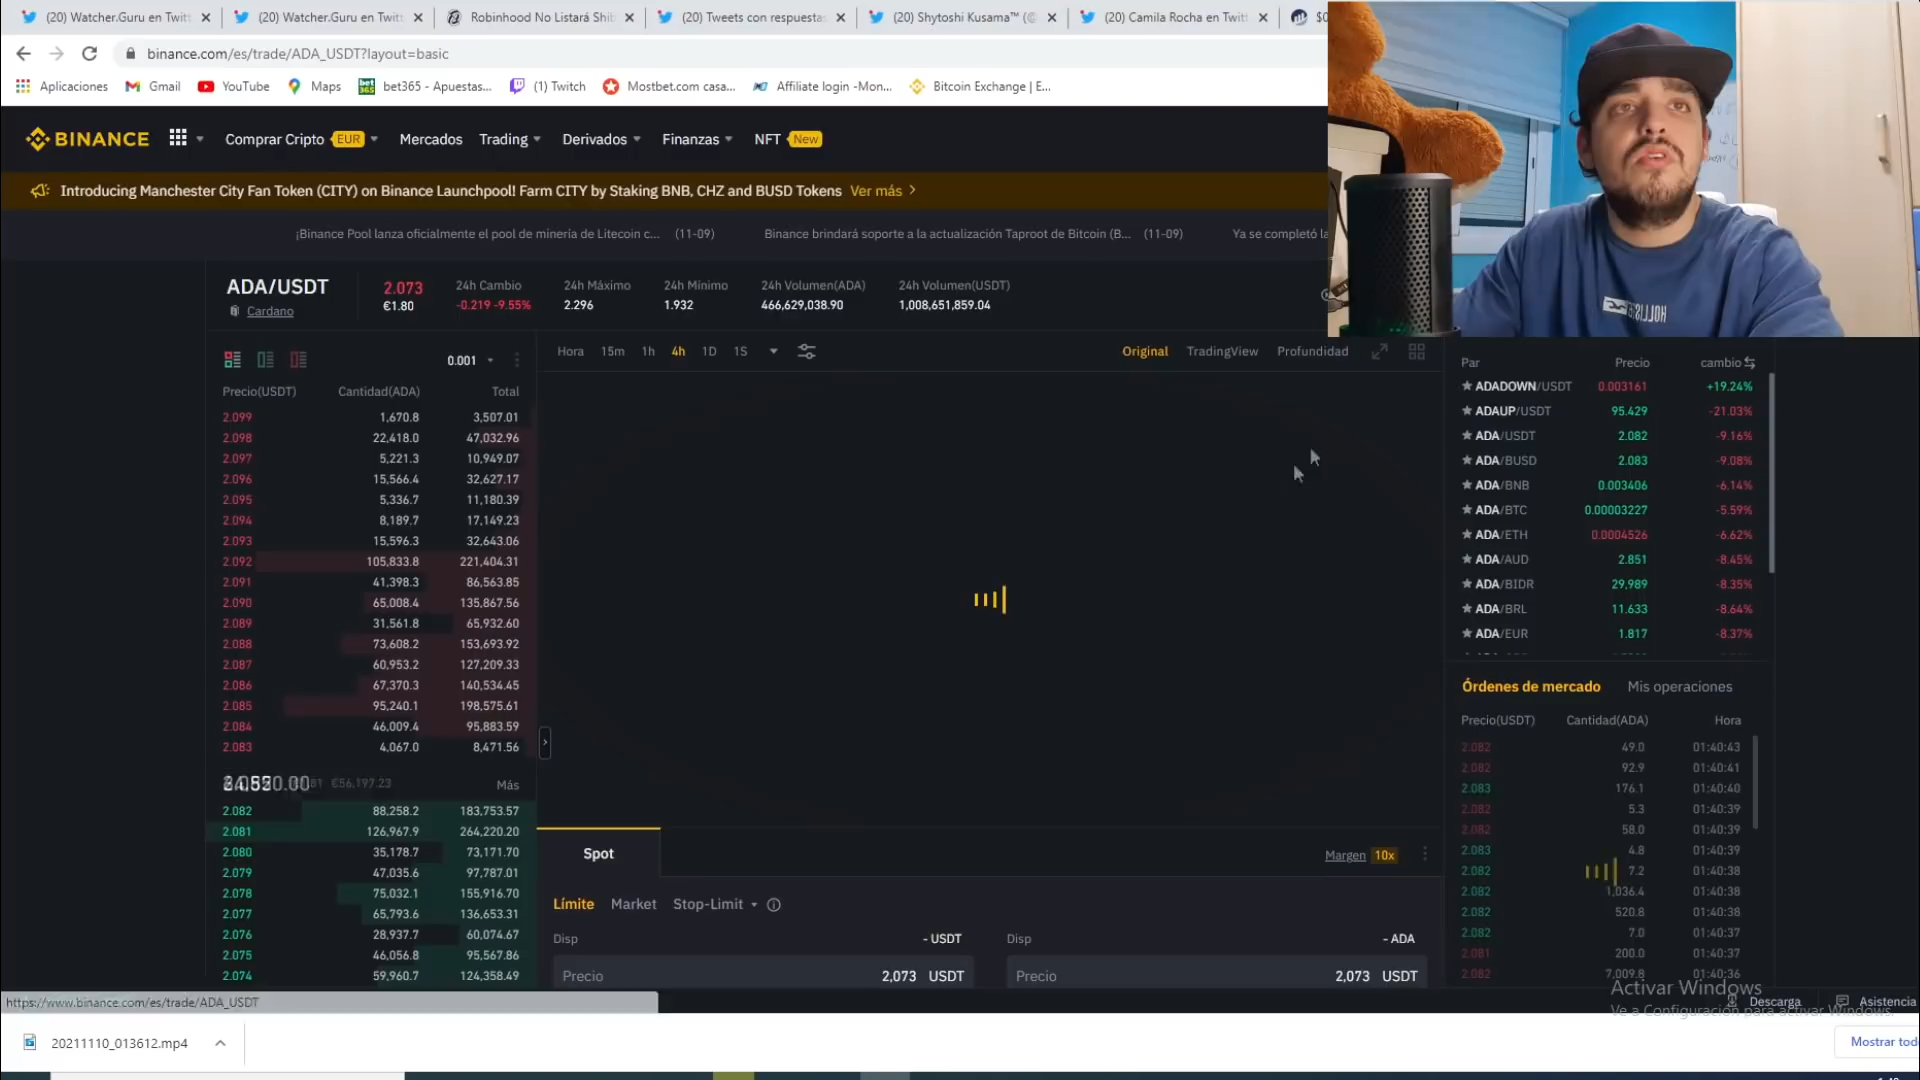 (20) Watcher.Guru en Twitt
(20) Watcher.Guru en Twitt
Robinhood No Listará Shib
(20) Tweets con respuestas
(20) Shytoshi Kusama™ (@
(20) Camila Rocha en Twitt
binance.com/es/trade/ADA_USDT?layout=basic
Aplicaciones
Gmail
YouTube
Maps
bet365 - Apuestas...
(1) Twitch
Mostbet.com casa...
Affiliate login -Mon...
Bitcoin Exchange | E...
BINANCE
Comprar Cripto EUR
Mercados
Trading
Derivados
Finanzas
NFT New
Introducing Manchester City Fan Token (CITY) on Binance Launchpool! Farm CITY by Staking BNB, CHZ and BUSD Tokens Ver más
¡Binance Pool lanza oficialmente el pool de minería de Litecoin c... (11-09)
Binance brindará soporte a la actualización Taproot de Bitcoin (B... (11-09)
Ya se completó la
ADA/USDT
Cardano
2.073
€1.80
24h Cambio
-0.219 -9.55%
24h Máximo
2.296
24h Mínimo
1.932
24h Volumen(ADA)
466,629,038.90
24h Volumen(USDT)
1,008,651,859.04
HOLLISTER
0.001
Precio(USDT) Cantidad(ADA) Total
2.099 1,670.8 3,507.01
2.098 22,418.0 47,032.96
2.097 5,221.3 10,949.07
2.096 15,566.4 32,627.17
2.095 5,336.7 11,180.39
2.094 8,189.7 17,149.23
2.093 15,596.3 32,643.06
2.092 105,833.8 221,404.31
2.091 41,398.3 86,563.85
2.090 65,008.4 135,867.56
2.089 31,561.8 65,932.60
2.088 73,608.2 153,693.92
2.087 60,953.2 127,209.33
2.086 67,370.3 140,534.45
2.085 95,240.1 198,575.61
2.084 46,009.4 95,883.59
2.083 4,067.0 8,471.56
€56,197.23 Más
2.082 88,258.2 183,753.57
2.081 126,967.9 264,220.20
2.080 35,178.7 73,171.70
2.079 47,035.6 97,787.01
2.078 75,032.1 155,916.70
2.077 65,793.6 136,653.31
2.076 28,937.7 60,074.67
2.075 46,056.8 95,567.86
2.074 59,960.7 124,358.49
Hora 15m 1h 4h 1D 1S
Original TradingView Profundidad
Spot
Margen 10x
Límite Market Stop-Limit
Disp - USDT
Precio 2,073 USDT
Disp - ADA
Precio 2,073 USDT
Par Precio cambio
ADADOWN/USDT 0.003161 +19.24%
ADAUP/USDT 95.429 -21.03%
ADA/USDT 2.082 -9.16%
ADA/BUSD 2.083 -9.08%
ADA/BNB 0.003406 -6.14%
ADA/BTC 0.00003227 -5.59%
ADA/ETH 0.0004526 -6.62%
ADA/AUD 2.851 -8.45%
ADA/BIDR 29,989 -8.35%
ADA/BRL 11.633 -8.64%
ADA/EUR 1.817 -8.37%
Órdenes de mercado Mis operaciones
Precio(USDT) Cantidad(ADA) Hora
2.082 49.0 01:40:43
2.082 92.9 01:40:41
2.083 176.1 01:40:40
2.082 5.3 01:40:39
2.082 58.0 01:40:39
2.083 4.8 01:40:39
2.082 7.2 01:40:38
2.082 1,036.4 01:40:38
2.082 520.8 01:40:38
2.082 7.0 01:40:37
2.081 200.0 01:40:37
2.082 7,009.8 01:40:36
Activar Windows
Ve a Configuración para activar Windows.
Descarga
Asistencia
https://www.binance.com/es/trade/ADA_USDT
20211110_013612.mp4
Mostrar tod